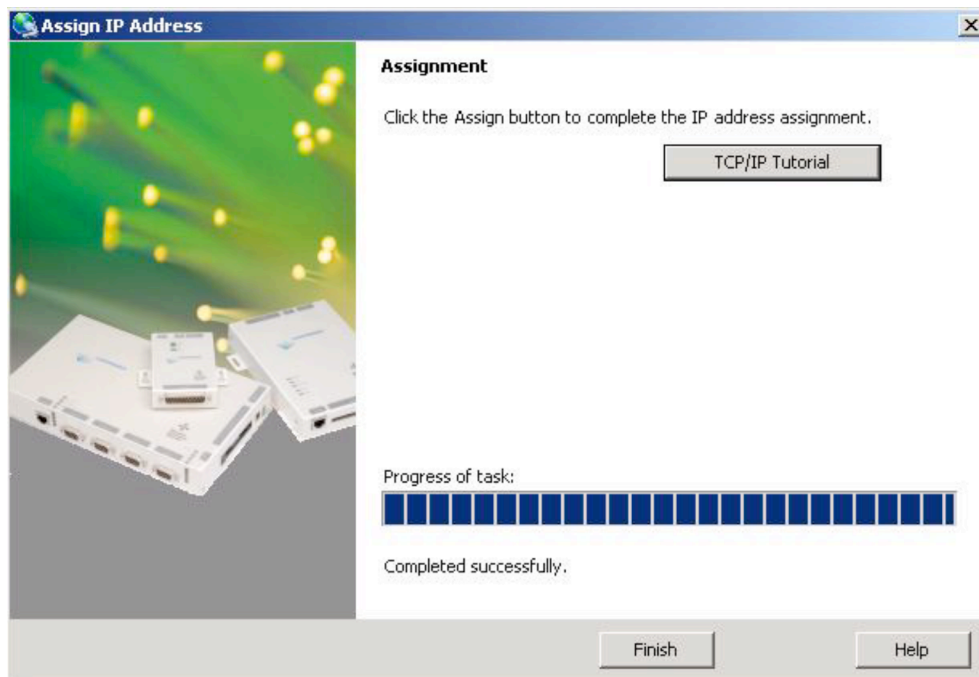 Assign IP Address
Assignment
Click the Assign button to complete the IP address assignment.
TCP/IP Tutorial
Progress of task:
Completed successfully.
Finish
Help